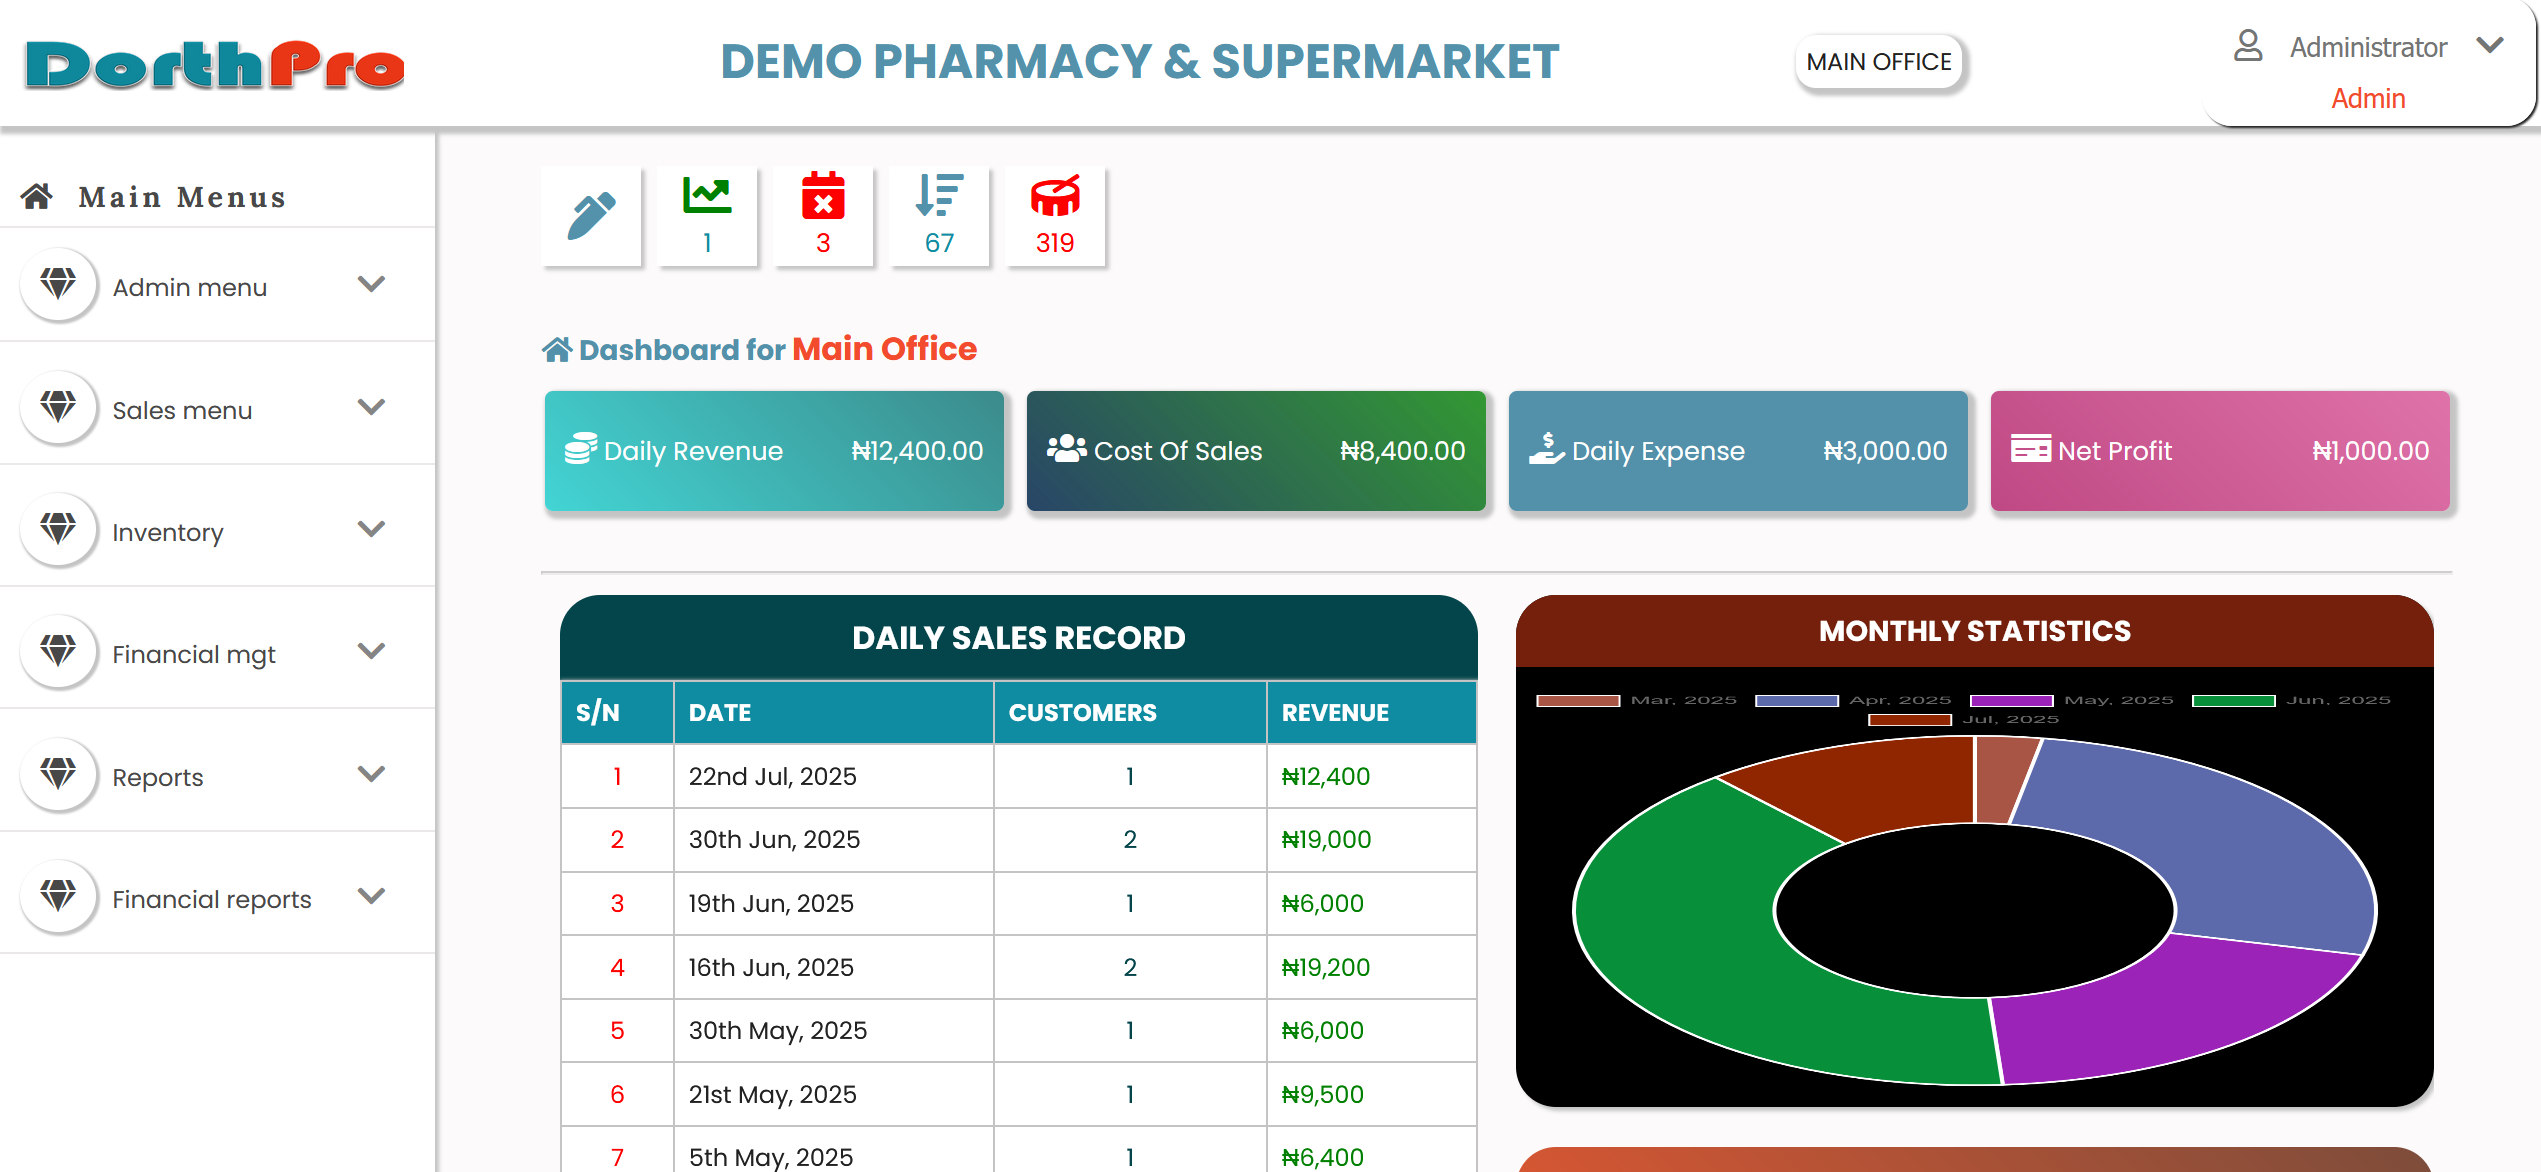 DorthPro
DEMO PHARMACY & SUPERMARKET
MAIN OFFICE
Administrator
Admin
Main Menus
Admin menu
Sales menu
Inventory
Financial mgt
Reports
Financial reports
1
3
67
319
Dashboard for Main Office
Daily Revenue ₦12,400.00
Cost Of Sales ₦8,400.00
Daily Expense ₦3,000.00
Net Profit ₦1,000.00
DAILY SALES RECORD
S/N DATE CUSTOMERS REVENUE
1 22nd Jul, 2025 1 ₦12,400
2 30th Jun, 2025 2 ₦19,000
3 19th Jun, 2025 1 ₦6,000
4 16th Jun, 2025 2 ₦19,200
5 30th May, 2025 1 ₦6,000
6 21st May, 2025 1 ₦9,500
7 5th May, 2025 1 ₦6,400
MONTHLY STATISTICS
Mar, 2025 Apr, 2025 May, 2025 Jun, 2025
Jul, 2025